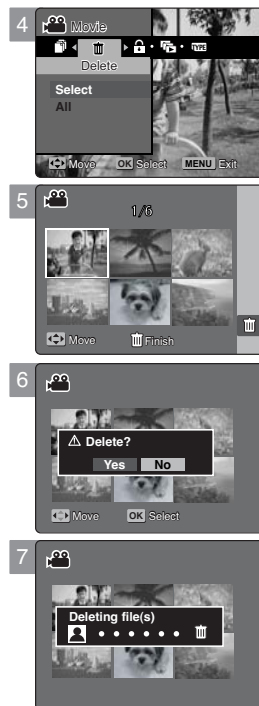 4
Movie
TYPE
Delete
Select
All
Move OK Select MENU Exit
5
1/6
Move Finish
6
Delete?
Yes No
Move OK Select
7
Deleting file(s)